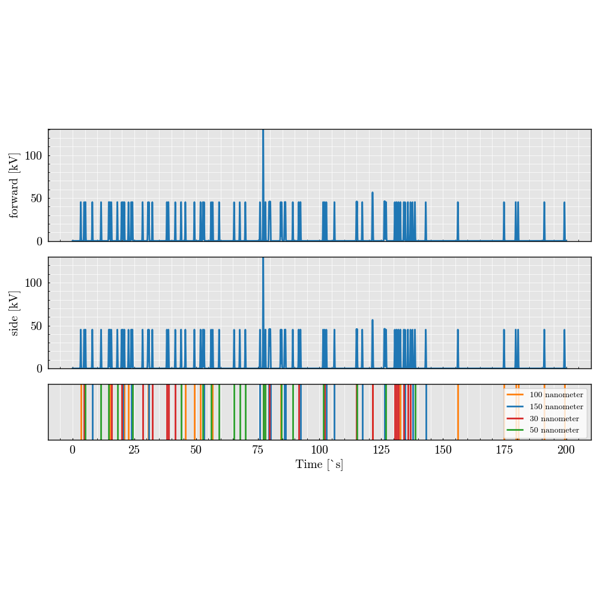 forward [kV]
100
50
0
side [kV]
100
50
0
100 nanometer
150 nanometer
30 nanometer
50 nanometer
0 25 50 75 100 125 150 175 200
Time [`s]